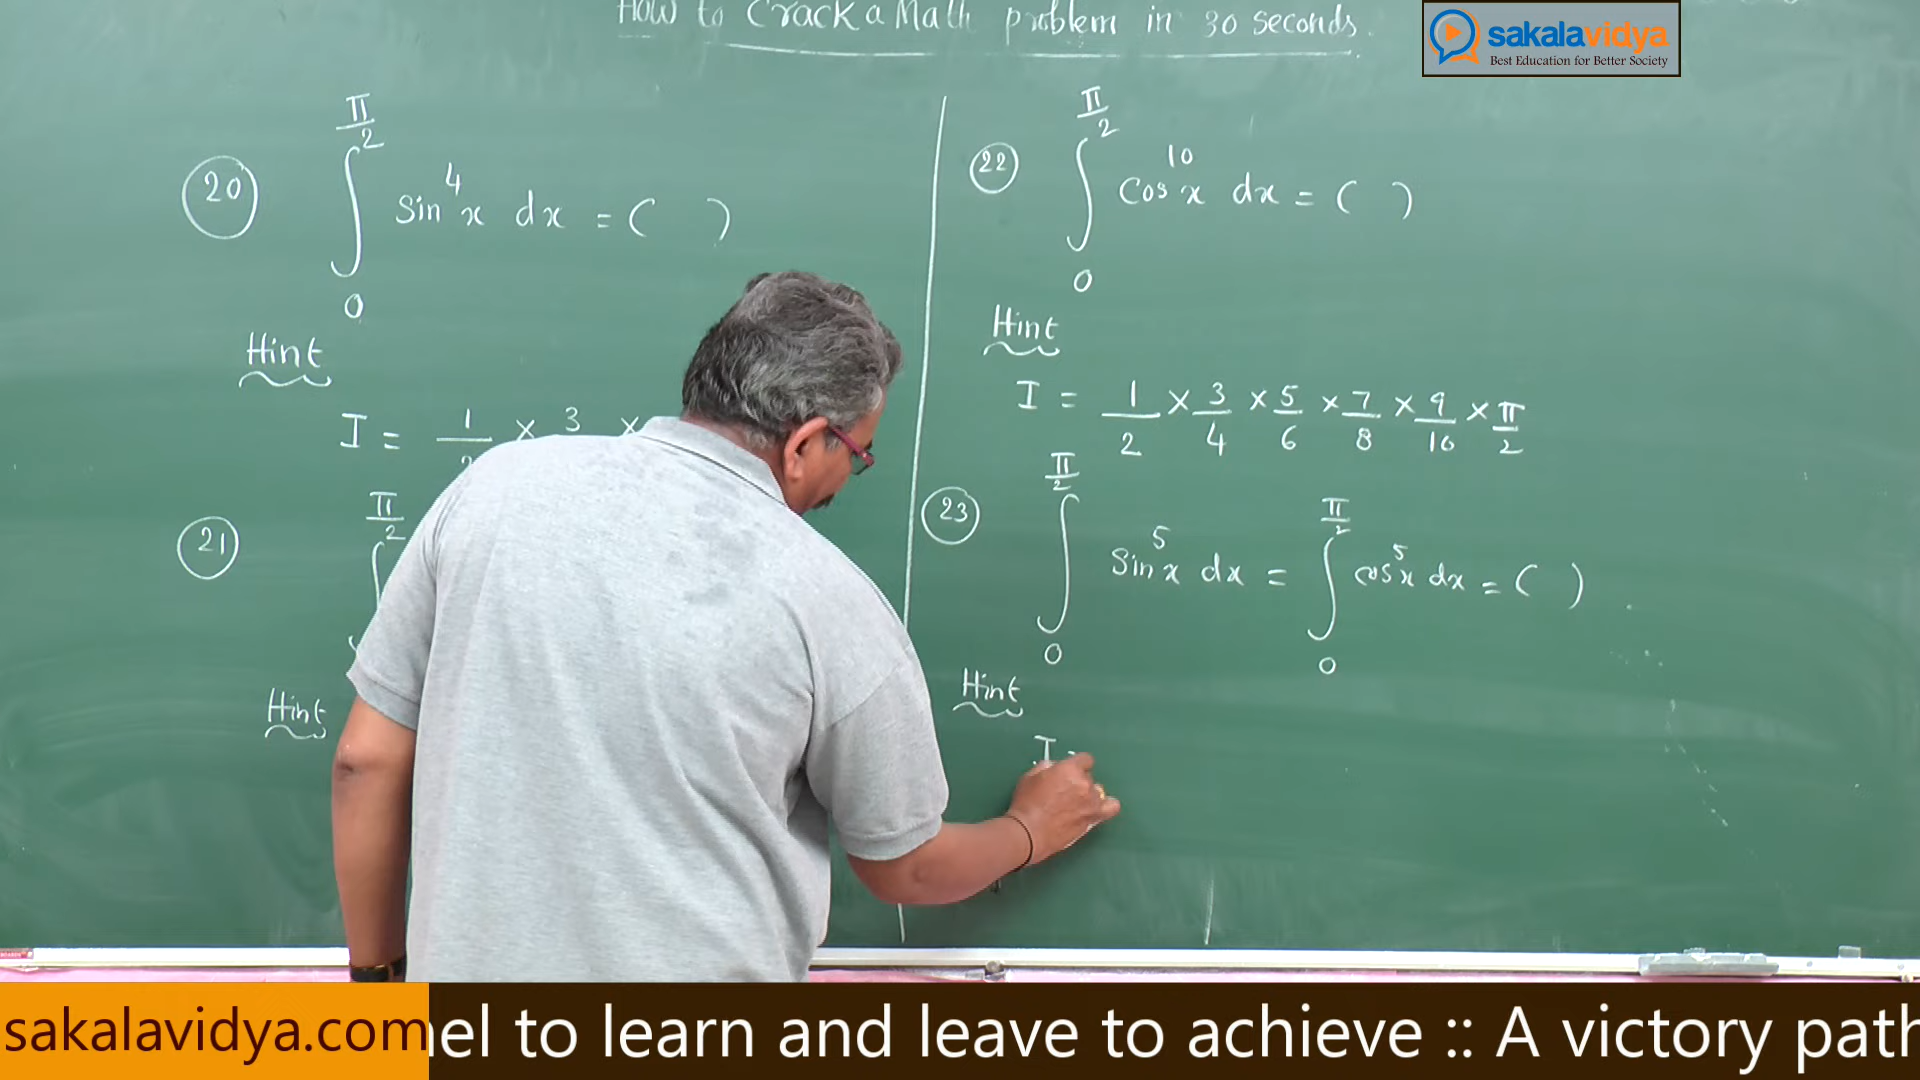 How to Crack a Math problem in 30 seconds.
sakalavidya
Best Education for Better Society
20 ∫₀^(π/2) sin⁴x dx = ( )
Hint
I = 1/2 × 3 ×
21 π/2
Hint
22 ∫₀^(π/2) cos¹⁰x dx = ( )
Hint
I = 1/2 × 3/4 × 5/6 × 7/8 × 9/10 × π/2
23 ∫₀^(π/2) sin⁵x dx = ∫₀^(π/2) cos⁵x dx = ( )
Hint
I =
sakalavidya.com
el to learn and leave to achieve :: A victory path